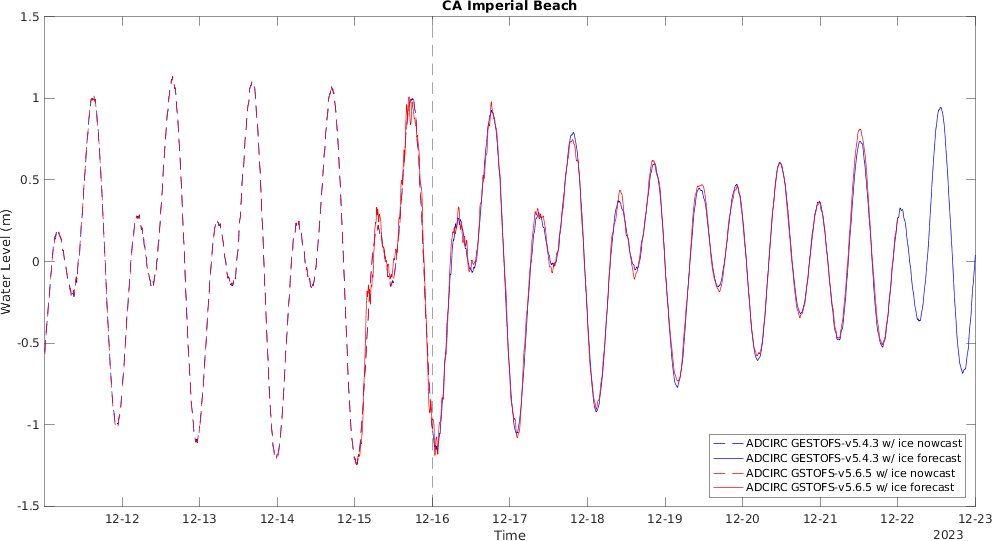 CA Imperial Beach
1.5
1
0.5
0
-0.5
-1
-1.5
Water Level (m)
12-12
12-13
12-14
12-15
12-16
12-17
12-18
12-19
12-20
12-21
12-22
12-23
Time
2023
ADCIRC GESTOFS-v5.4.3 w/ ice nowcast
ADCIRC GESTOFS-v5.4.3 w/ ice forecast
ADCIRC GSTOFS-v5.6.5 w/ ice nowcast
ADCIRC GSTOFS-v5.6.5 w/ ice forecast